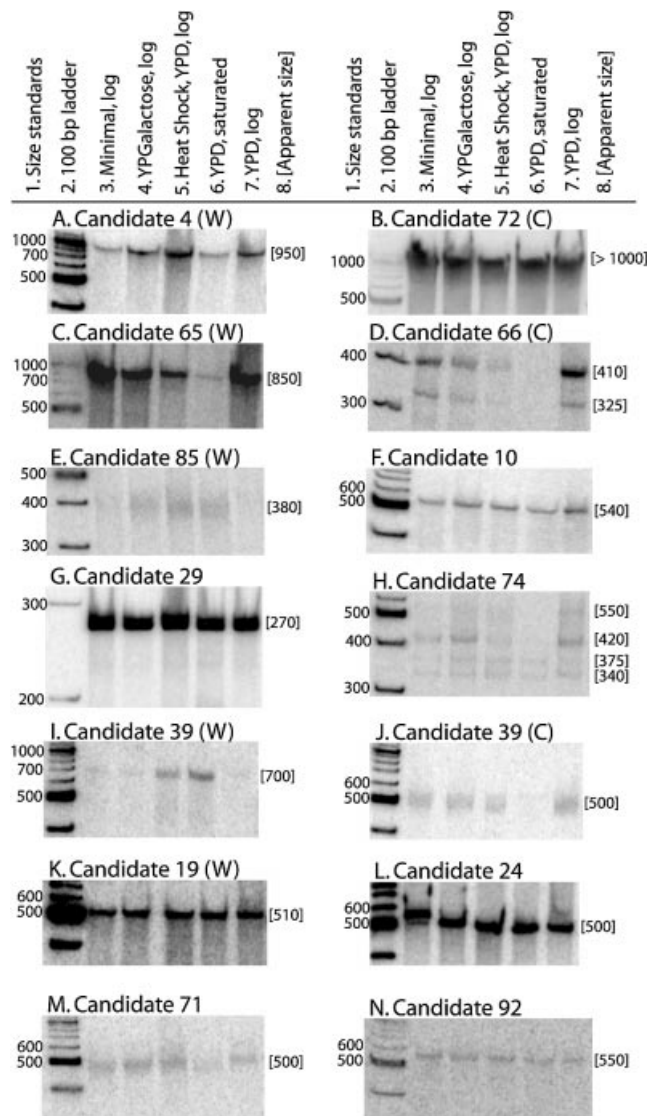 1. Size standards
2. 100 bp ladder
3. Minimal, log
4. YPGalactose, log
5. Heat Shock, YPD, log
6. YPD, saturated
7. YPD, log
8. [Apparent size]
1. Size standards
2. 100 bp ladder
3. Minimal, log
4. YPGalactose, log
5. Heat Shock, YPD, log
6. YPD, saturated
7. YPD, log
8. [Apparent size]
A. Candidate 4 (W)
1000
700
500
[950]
B. Candidate 72 (C)
1000
500
[> 1000]
C. Candidate 65 (W)
1000
700
500
[850]
D. Candidate 66 (C)
400
300
[410]
[325]
E. Candidate 85 (W)
500
400
300
[380]
F. Candidate 10
600
500
[540]
G. Candidate 29
300
200
[270]
H. Candidate 74
500
400
300
[550]
[420]
[375]
[340]
I. Candidate 39 (W)
1000
700
500
[700]
J. Candidate 39 (C)
600
500
[500]
K. Candidate 19 (W)
600
500
[510]
L. Candidate 24
600
500
[500]
M. Candidate 71
600
500
[500]
N. Candidate 92
600
500
[550]